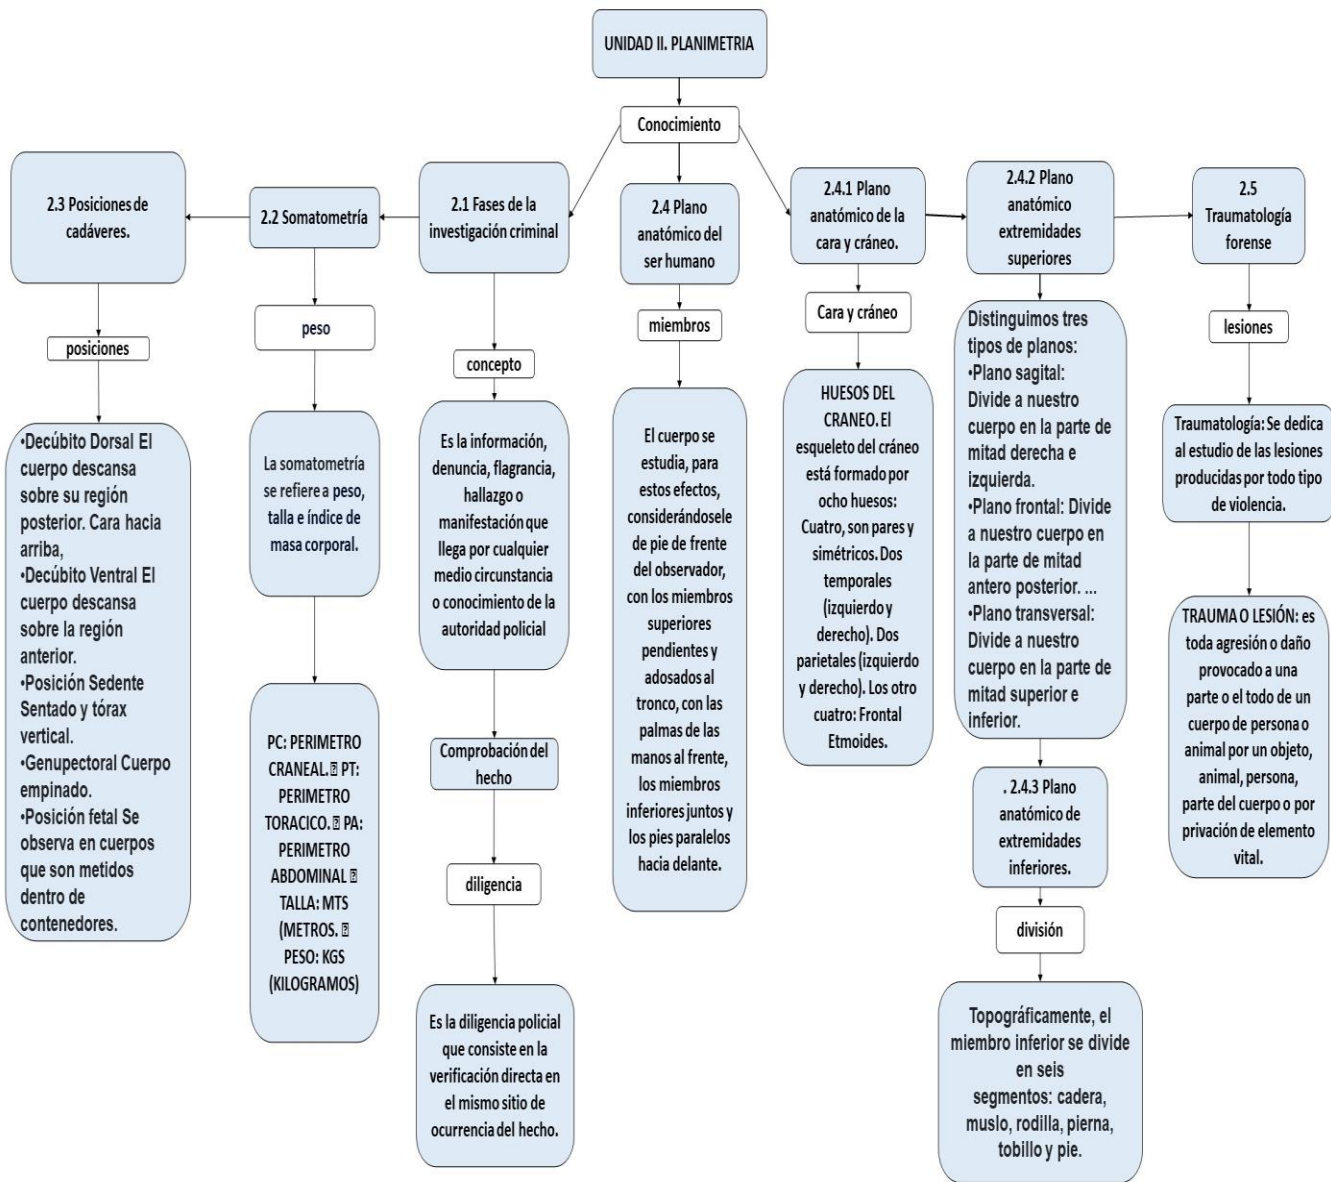 UNIDAD II. PLANIMETRIA
Conocimiento
2.3 Posiciones de
cadáveres.
posiciones
•Decúbito Dorsal El
cuerpo descansa
sobre su región
posterior. Cara hacia
arriba,
•Decúbito Ventral El
cuerpo descansa
sobre la región
anterior.
•Posición Sedente
Sentado y tórax
vertical.
•Genupectoral Cuerpo
empinado.
•Posición fetal Se
observa en cuerpos
que son metidos
dentro de
contenedores.
2.2 Somatometría
peso
La somatometría
se refiere a peso,
talla e índice de
masa corporal.
PC: PERIMETRO
CRANEAL.  PT:
PERIMETRO
TORACICO.  PA:
PERIMETRO
ABDOMINAL 
TALLA: MTS
(METROS. 
PESO: KGS
(KILOGRAMOS)
2.1 Fases de la
investigación criminal
concepto
Es la información,
denuncia, flagrancia,
hallazgo o
manifestación que
llega por cualquier
medio circunstancia
o conocimiento de la
autoridad policial
Comprobación del
hecho
diligencia
Es la diligencia policial
que consiste en la
verificación directa en
el mismo sitio de
ocurrencia del hecho.
2.4 Plano
anatómico del
ser humano
miembros
El cuerpo se
estudia, para
estos efectos,
considerándosele
de pie de frente
del observador,
con los miembros
superiores
pendientes y
adosados al
tronco, con las
palmas de las
manos al frente,
los miembros
inferiores juntos y
los pies paralelos
hacia delante.
2.4.1 Plano
anatómico de la
cara y cráneo.
Cara y cráneo
HUESOS DEL
CRANEO. El
esqueleto del cráneo
está formado por
ocho huesos:
Cuatro, son pares y
simétricos. Dos
temporales
(izquierdo y
derecho). Dos
parietales (izquierdo
y derecho). Los otro
cuatro: Frontal
Etmoides.
2.4.2 Plano
anatómico
extremidades
superiores
Distinguimos tres
tipos de planos:
•Plano sagital:
Divide a nuestro
cuerpo en la parte de
mitad derecha e
izquierda.
•Plano frontal: Divide
a nuestro cuerpo en
la parte de mitad
antero posterior. ...
•Plano transversal:
Divide a nuestro
cuerpo en la parte de
mitad superior e
inferior.
. 2.4.3 Plano
anatómico de
extremidades
inferiores.
división
Topográficamente, el
miembro inferior se divide
en seis
segmentos: cadera,
muslo, rodilla, pierna,
tobillo y pie.
2.5
Traumatología
forense
lesiones
Traumatología: Se dedica
al estudio de las lesiones
producidas por todo tipo
de violencia.
TRAUMA O LESIÓN: es
toda agresión o daño
provocado a una
parte o el todo de un
cuerpo de persona o
animal por un objeto,
animal, persona,
parte del cuerpo o por
privación de elemento
vital.